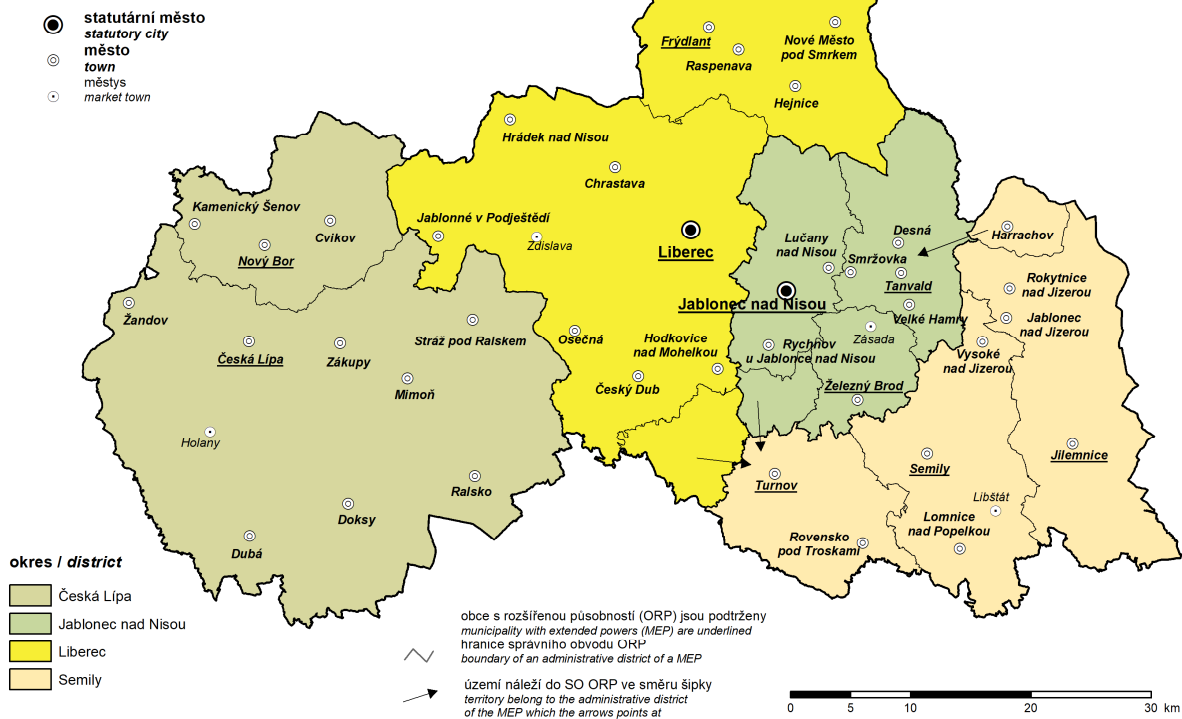 statutární město
statutory city
město
town
městys
market town
Frýdlant
Nové Město
pod Smrkem
Raspenava
Hejnice
Hrádek nad Nisou
Chrastava
Kamenický Šenov
Jablonné v Podještědí
Cvikov
Zdislava
Nový Bor
Liberec
Lučany
nad Nisou
Desná
Harrachov
Smržovka
Tanvald
Rokytnice
nad Jizerou
Jablonec nad Nisou
Velké Hamry
Jablonec
nad Jizerou
Žandov
Česká Lípa
Zákupy
Stráž pod Ralskem
Osečná
Hodkovice
nad Mohelkou
Rychnov
u Jablonce nad Nisou
Zásada
Vysoké
nad Jizerou
Mimoň
Český Dub
Železný Brod
Holany
Semily
Jilemnice
Ralsko
Turnov
Libštát
Doksy
Lomnice
nad Popelkou
Dubá
Rovensko
pod Troskami
okres / district
Česká Lípa
Jablonec nad Nisou
Liberec
Semily
obce s rozšířenou působností (ORP) jsou podtrženy
municipality with extended powers (MEP) are underlined
hranice správního obvodu ORP
boundary of an administrative district of a MEP
území náleží do SO ORP ve směru šipky
territory belong to the administrative district
of the MEP which the arrows points at
0 5 10 20 30 km